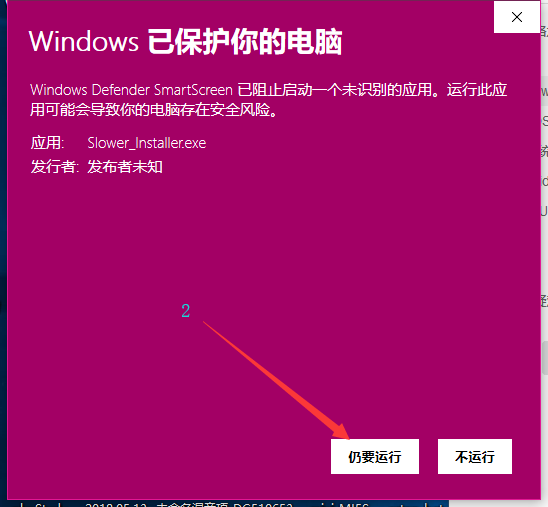 Windows 已保护你的电脑
Windows Defender SmartScreen 已阻止启动一个未识别的应用。运行此应
用可能会导致你的电脑存在安全风险。
应用: Slower_Installer.exe
发行者: 发布者未知
2
仍要运行 不运行